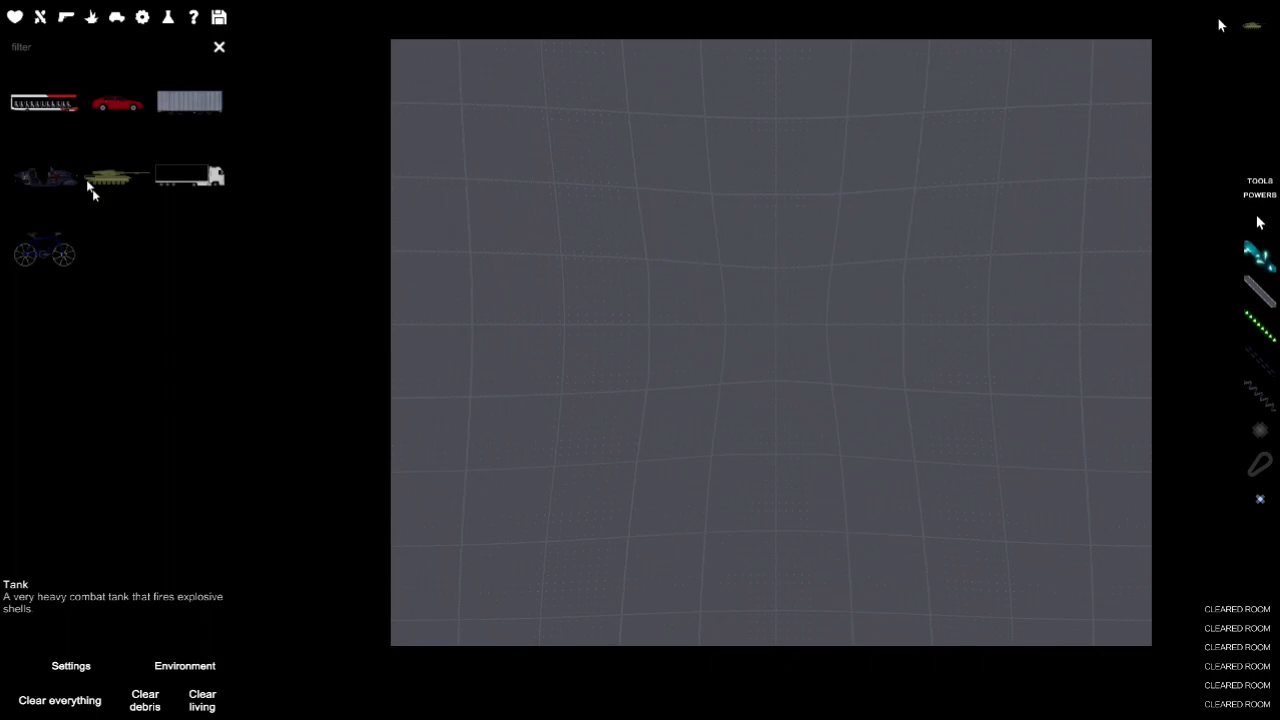 filter
TOOLS
POWERS
Tank
A very heavy combat tank that fires explosive
shells.
Settings
Environment
Clear everything
Clear
debris
Clear
living
CLEARED ROOM
CLEARED ROOM
CLEARED ROOM
CLEARED ROOM
CLEARED ROOM
CLEARED ROOM